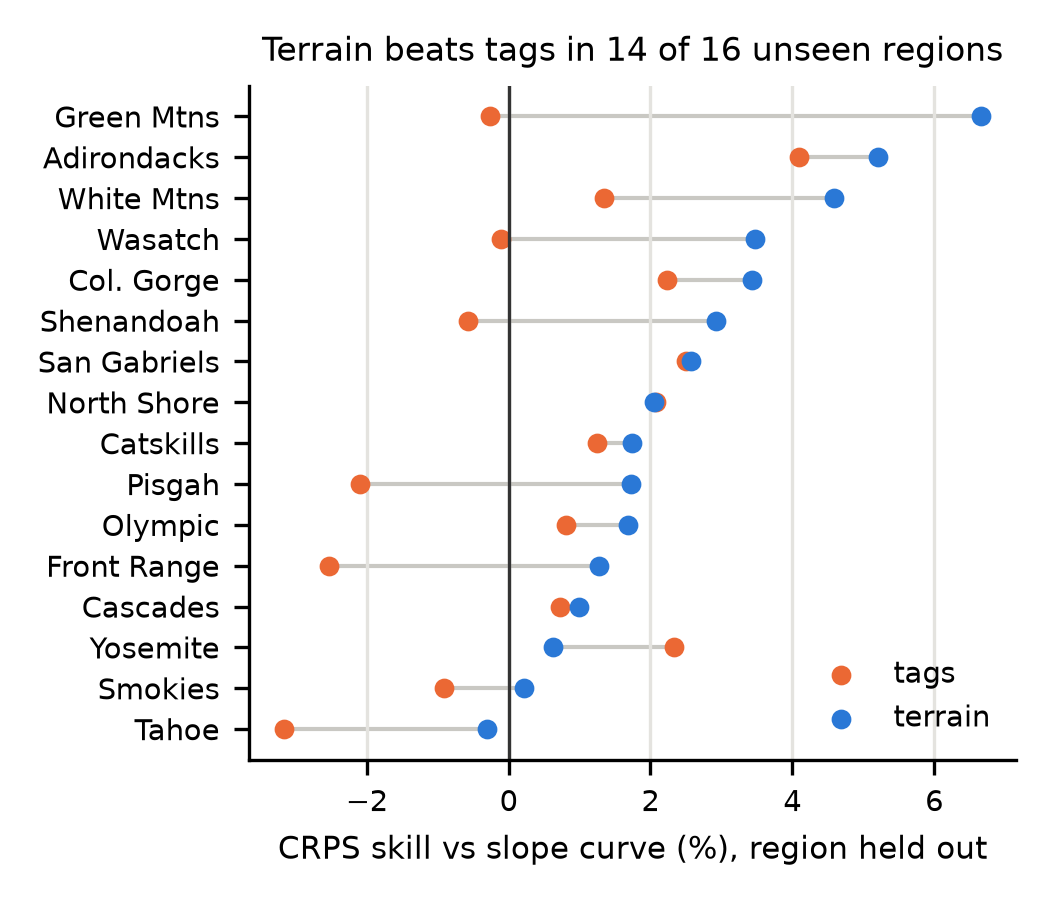 Terrain beats tags in 14 of 16 unseen regions
Green Mtns
Adirondacks
White Mtns
Wasatch
Col. Gorge
Shenandoah
San Gabriels
North Shore
Catskills
Pisgah
Olympic
Front Range
Cascades
Yosemite
Smokies
Tahoe
tags
terrain
−2 0 2 4 6
CRPS skill vs slope curve (%), region held out